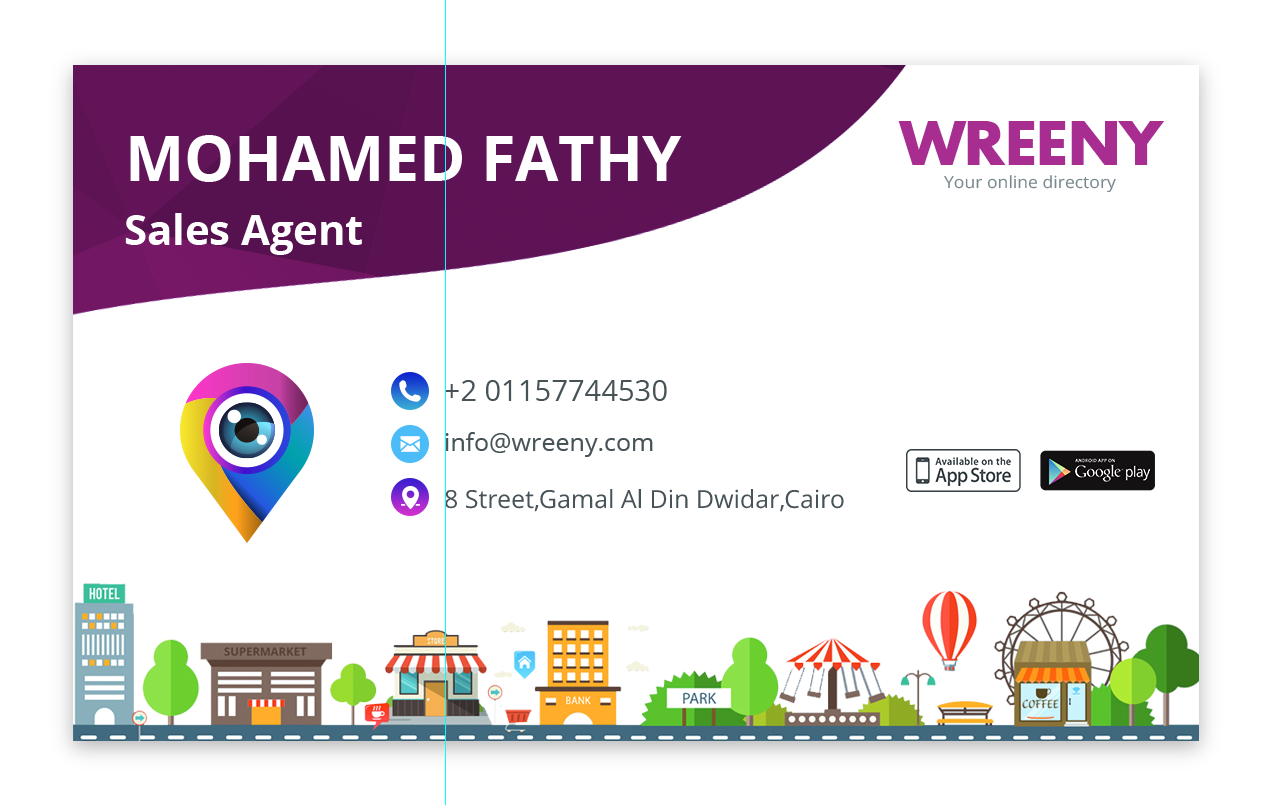 MOHAMED FATHY
Sales Agent
WREENY
Your online directory
+2 01157744530
info@wreeny.com
8 Street,Gamal Al Din Dwidar,Cairo
Available on the
App Store
ANDROID APP ON
Google play
HOTEL
SUPERMARKET
STORE
BANK
PARK
COFFEE